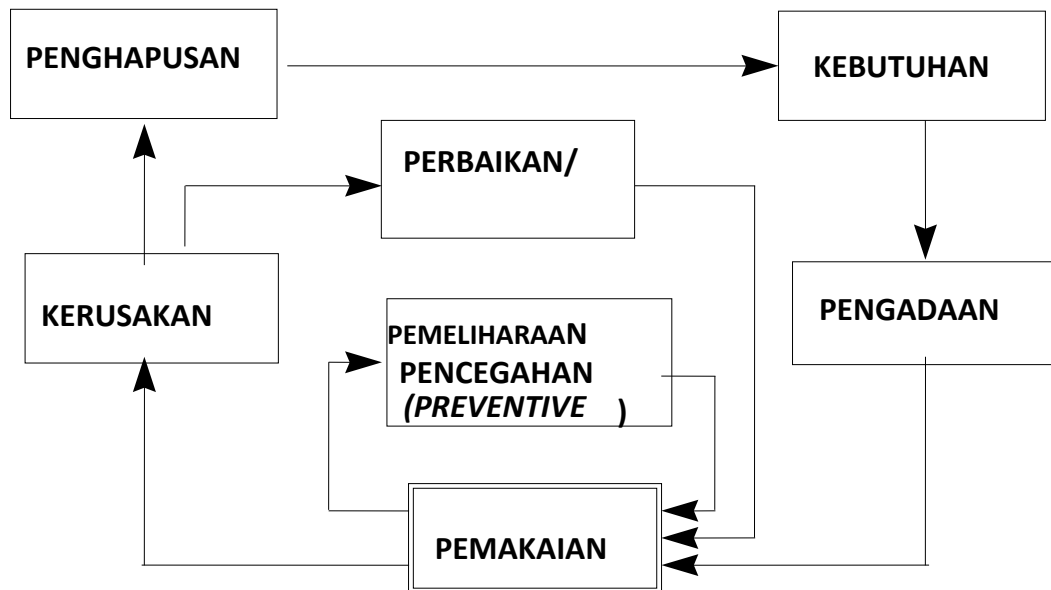 PENGHAPUSAN
KEBUTUHAN
PERBAIKAN/
KERUSAKAN
PENGADAAN
PEMELIHARAAN
PENCEGAHAN
(PREVENTIVE )
PEMAKAIAN